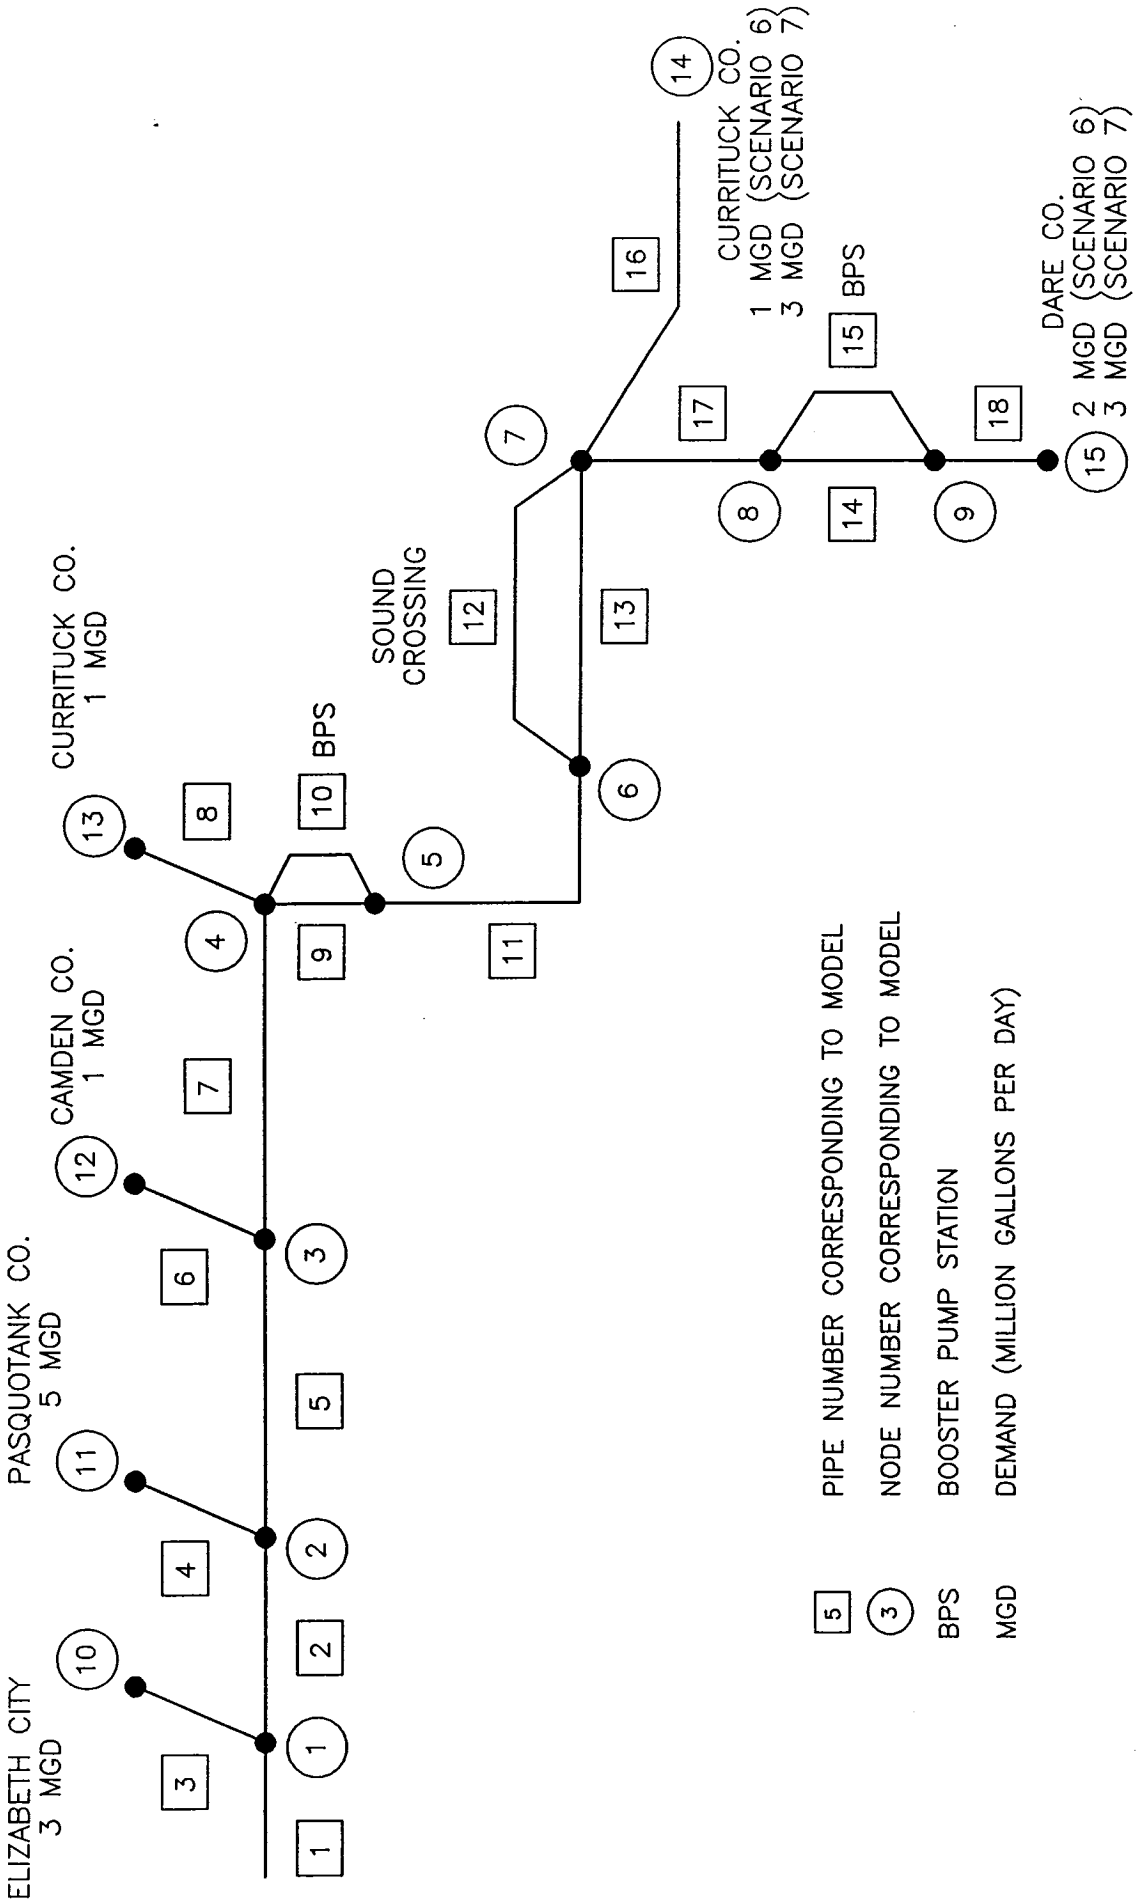 ELIZABETH CITY
3 MGD
PASQUOTANK CO.
5 MGD
CAMDEN CO.
1 MGD
CURRITUCK CO.
1 MGD
10
11
12
13
3
4
6
7
8
4
1
2
5
9
10 BPS
1
2
3
5
11
SOUND
CROSSING
12
7
13
6
16
14
CURRITUCK CO.
1 MGD (SCENARIO 6)
3 MGD (SCENARIO 7)
17
8
14
15 BPS
9
18
15
DARE CO.
2 MGD (SCENARIO 6)
3 MGD (SCENARIO 7)
5 PIPE NUMBER CORRESPONDING TO MODEL
3 NODE NUMBER CORRESPONDING TO MODEL
BPS BOOSTER PUMP STATION
MGD DEMAND (MILLION GALLONS PER DAY)